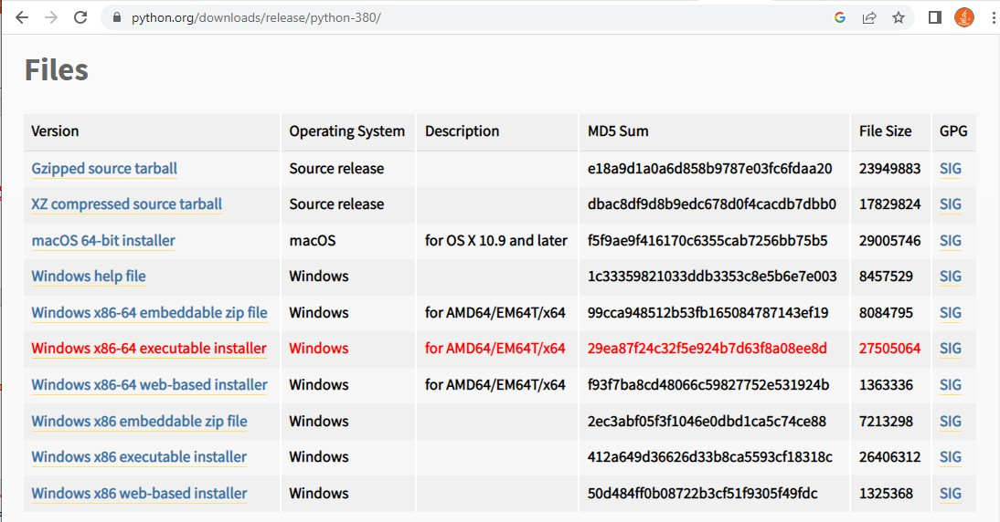 python.org/downloads/release/python-380/
Files
Version Operating System Description MD5 Sum File Size GPG
Gzipped source tarball Source release e18a9d1a0a6d858b9787e03fc6fdaa20 23949883 SIG
XZ compressed source tarball Source release dbac8df9d8b9edc678d0f4cacdb7dbb0 17829824 SIG
macOS 64-bit installer macOS for OS X 10.9 and later f5f9ae9f416170c6355cab7256bb75b5 29005746 SIG
Windows help file Windows 1c33359821033ddb3353c8e5b6e7e003 8457529 SIG
Windows x86-64 embeddable zip file Windows for AMD64/EM64T/x64 99cca948512b53fb165084787143ef19 8084795 SIG
Windows x86-64 executable installer Windows for AMD64/EM64T/x64 29ea87f24c32f5e924b7d63f8a08ee8d 27505064 SIG
Windows x86-64 web-based installer Windows for AMD64/EM64T/x64 f93f7ba8cd48066c59827752e531924b 1363336 SIG
Windows x86 embeddable zip file Windows 2ec3abf05f3f1046e0dbd1ca5c74ce88 7213298 SIG
Windows x86 executable installer Windows 412a649d36626d33b8ca5593cf18318c 26406312 SIG
Windows x86 web-based installer Windows 50d484ff0b08722b3cf51f9305f49fdc 1325368 SIG